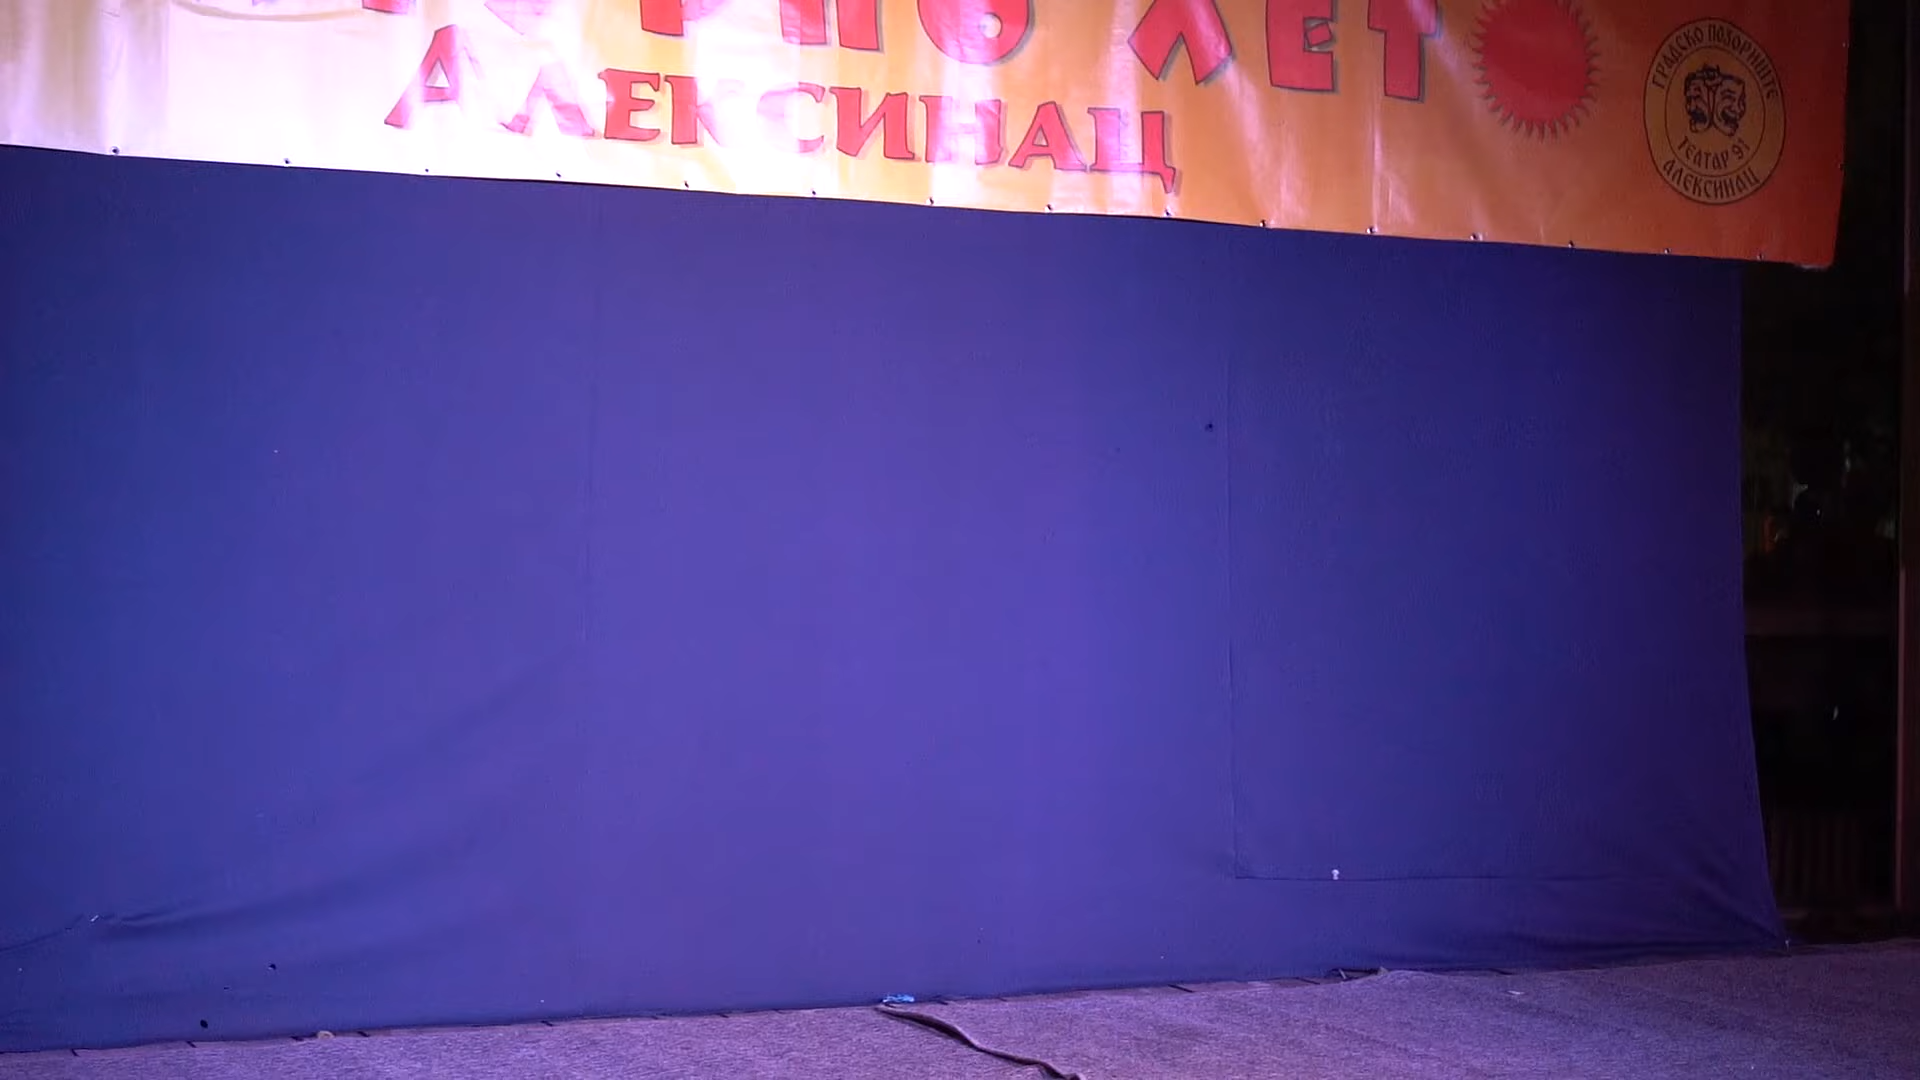 ЛЕТО
АЛЕКСИНАЦ
ГРАДСКО ПОЗОРИШТЕ
ТЕАТАР 91
АЛЕКСИНАЦ